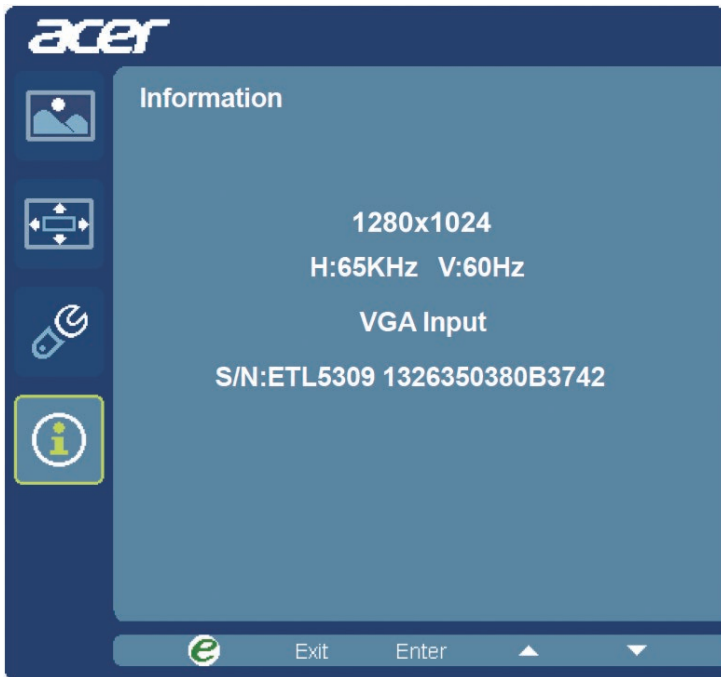 acer
Information
1280x1024
H:65KHz V:60Hz
VGA Input
S/N:ETL5309 1326350380B3742
e Exit Enter